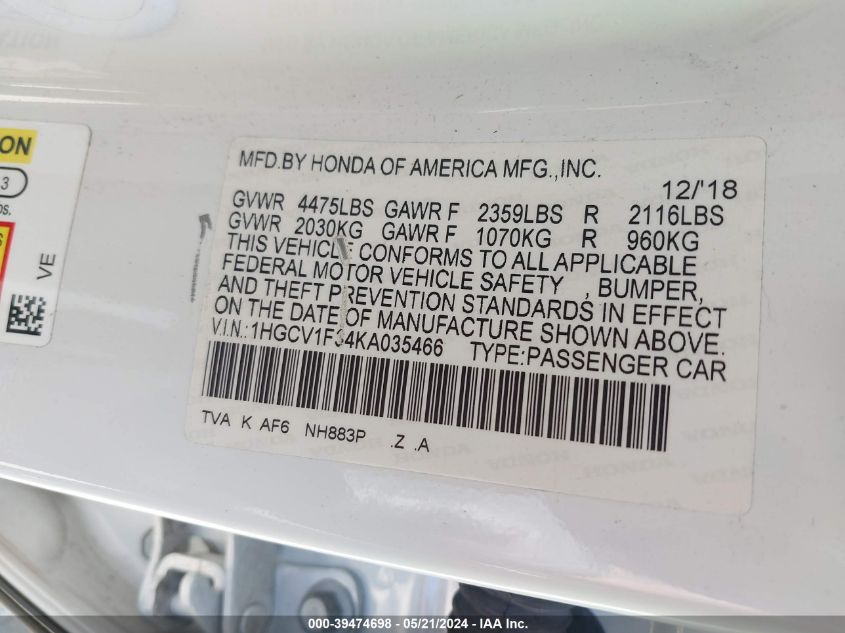 ON
3
os.
VE
MFD.BY HONDA OF AMERICA MFG.,INC.
12/'18
GVWR 4475LBS GAWR F 2359LBS R 2116LBS
GVWR 2030KG GAWR F 1070KG R 960KG
THIS VEHICLE CONFORMS TO ALL APPLICABLE
FEDERAL MOTOR VEHICLE SAFETY , BUMPER,
AND THEFT PREVENTION STANDARDS IN EFFECT
ON THE DATE OF MANUFACTURE SHOWN ABOVE.
V.I.N.:1HGCV1F34KA035466 TYPE:PASSENGER CAR
TVA K AF6 NH883P .Z .A
000-39474698 - 05/21/2024 - IAA Inc.